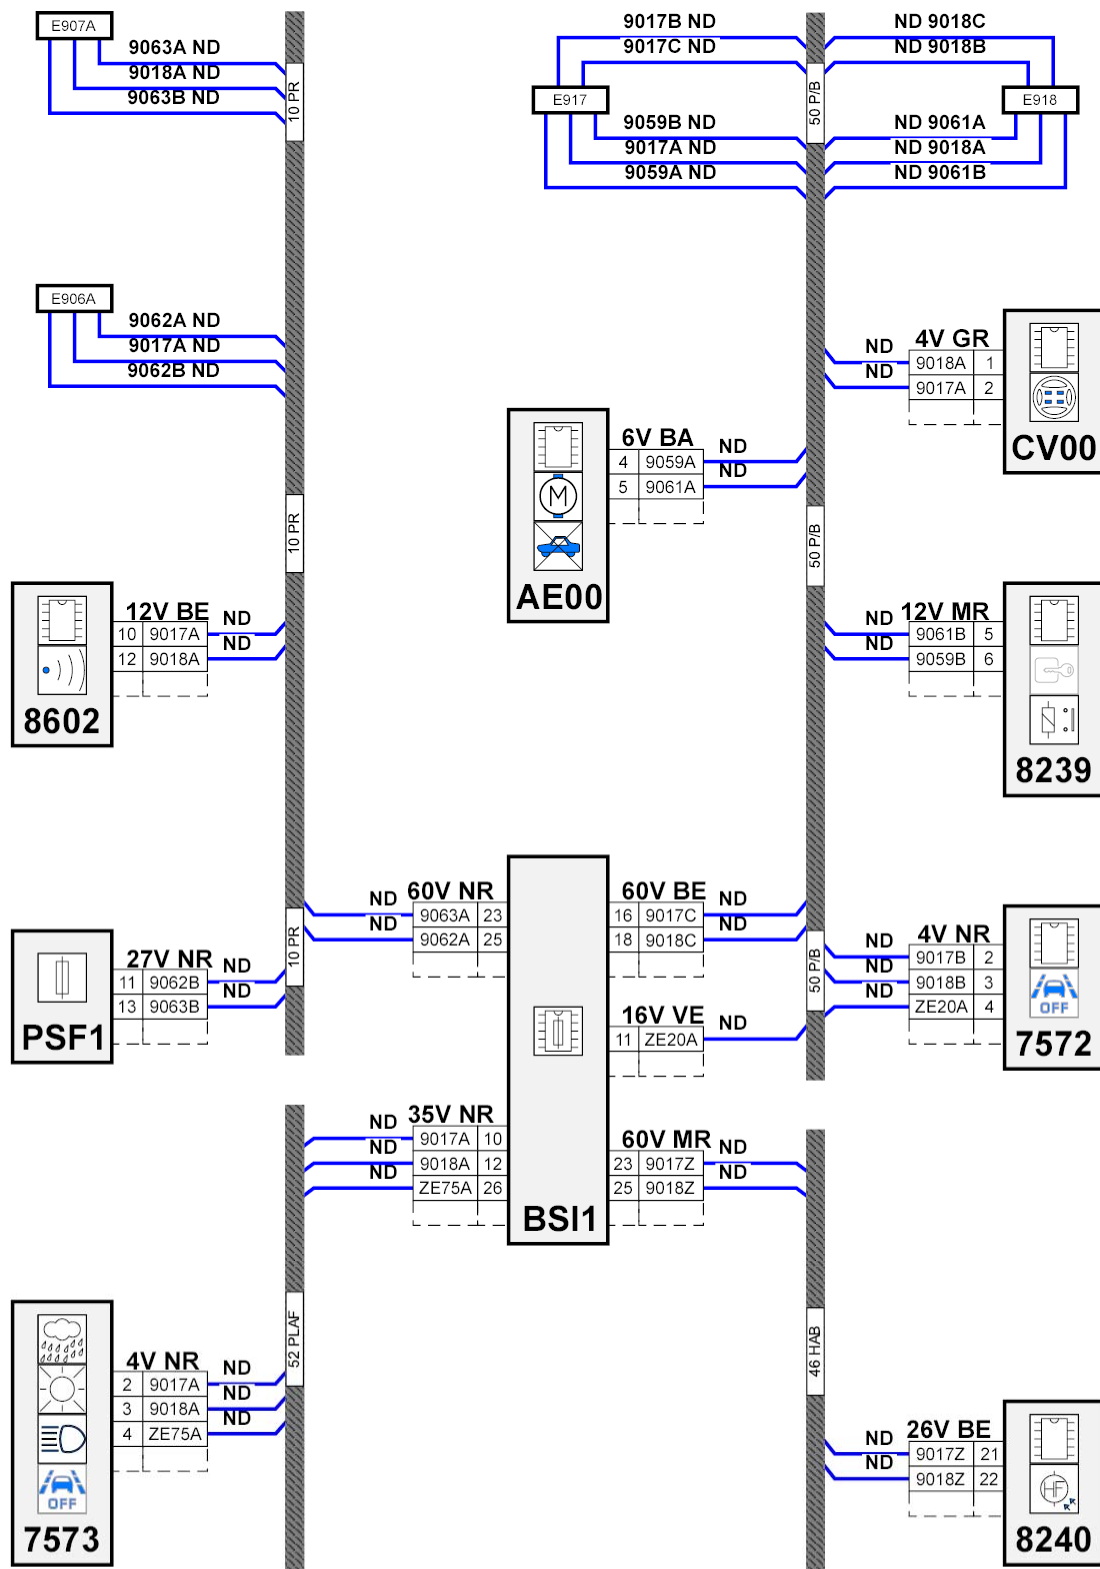 E907A
9063A ND
9018A ND
9063B ND
10 PR
9017B ND
9017C ND
ND 9018C
ND 9018B
50 P/B
E917
E918
9059B ND
9017A ND
9059A ND
ND 9061A
ND 9018A
ND 9061B
E906A
9062A ND
9017A ND
9062B ND
ND
ND
4V GR
9018A 1
9017A 2
CV00
6V BA
4 9059A
5 9061A
ND
ND
M
AE00
10 PR
50 P/B
12V BE
10 9017A
12 9018A
ND
ND
8602
ND
ND
12V MR
9061B 5
9059B 6
8239
ND
ND
60V NR
9063A 23
9062A 25
60V BE
16 9017C
18 9018C
ND
ND
10 PR
50 P/B
27V NR
11 9062B
13 9063B
ND
ND
PSF1
16V VE
11 ZE20A
ND
ND
ND
ND
4V NR
9017B 2
9018B 3
ZE20A 4
OFF
7572
ND
ND
ND
35V NR
9017A 10
9018A 12
ZE75A 26
60V MR
23 9017Z
25 9018Z
ND
ND
BSI1
52 PLAF
46 HAB
4V NR
2 9017A
3 9018A
4 ZE75A
ND
ND
ND
OFF
7573
ND
ND
26V BE
9017Z 21
9018Z 22
HF
8240